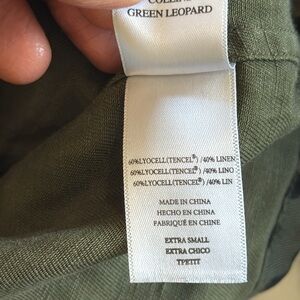 GREEN LEOPARD
60%LYOCELL(TENCEL®) /40% LINEN
60%LYOCELL(TENCEL®) /40% LINO
60%LYOCELL(TENCEL®) /40% LIN
MADE IN CHINA
HECHO EN CHINA
FABRIQUÉ EN CHINE
EXTRA SMALL
EXTRA CHICO
TPETIT